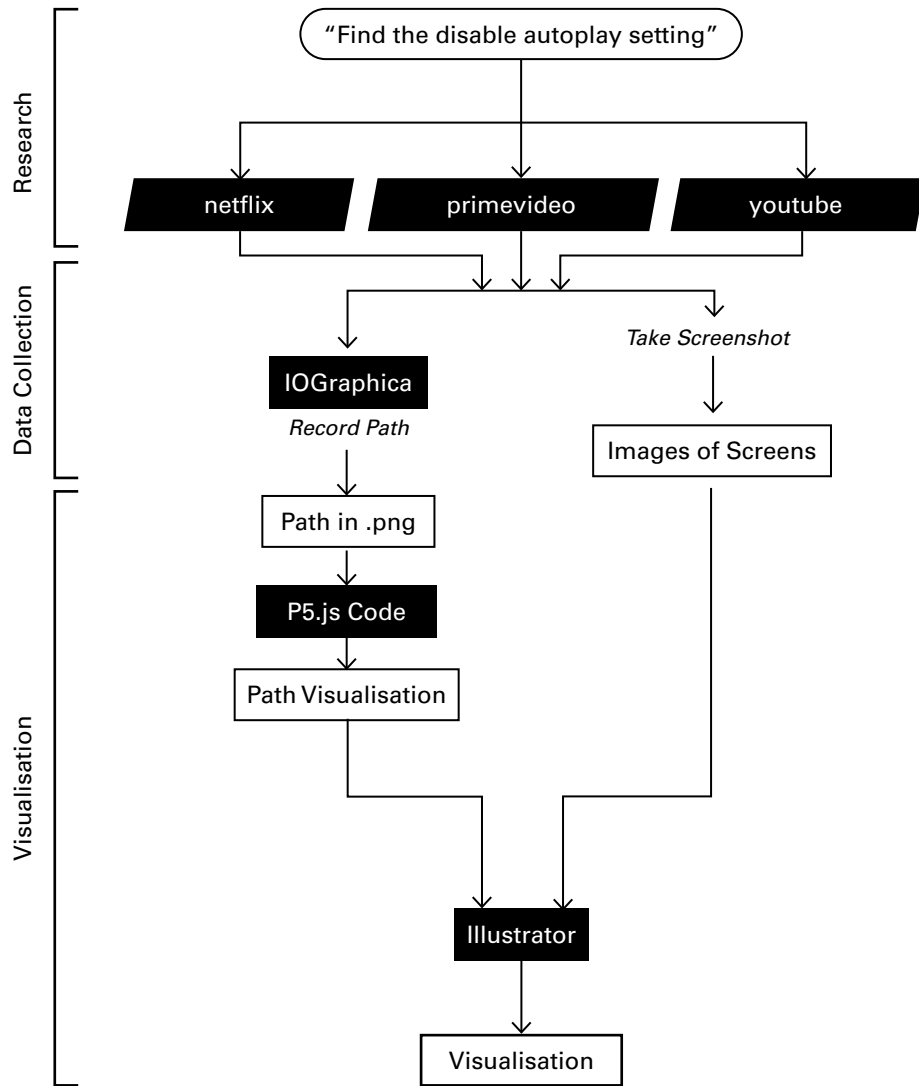 “Find the disable autoplay setting”
Research
netflix
primevideo
youtube
Data Collection
Take Screenshot
IOGraphica
Record Path
Images of Screens
Visualisation
Path in .png
P5.js Code
Path Visualisation
Illustrator
Visualisation